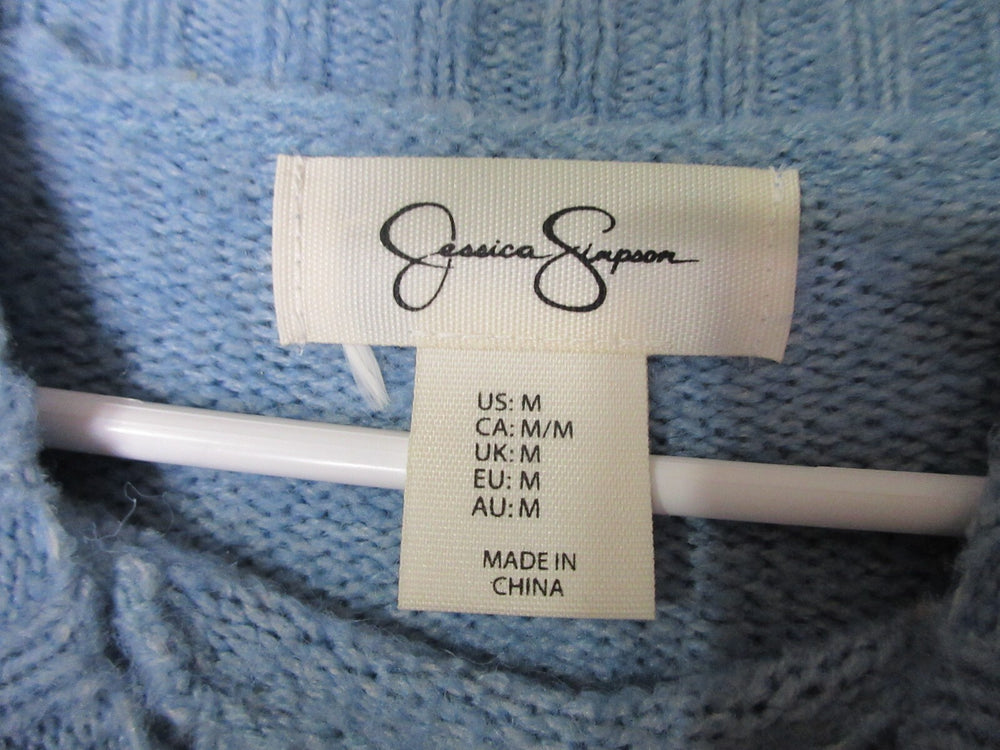 Jessica Simpson
US: M
CA: M/M
UK: M
EU: M
AU: M
MADE IN
CHINA